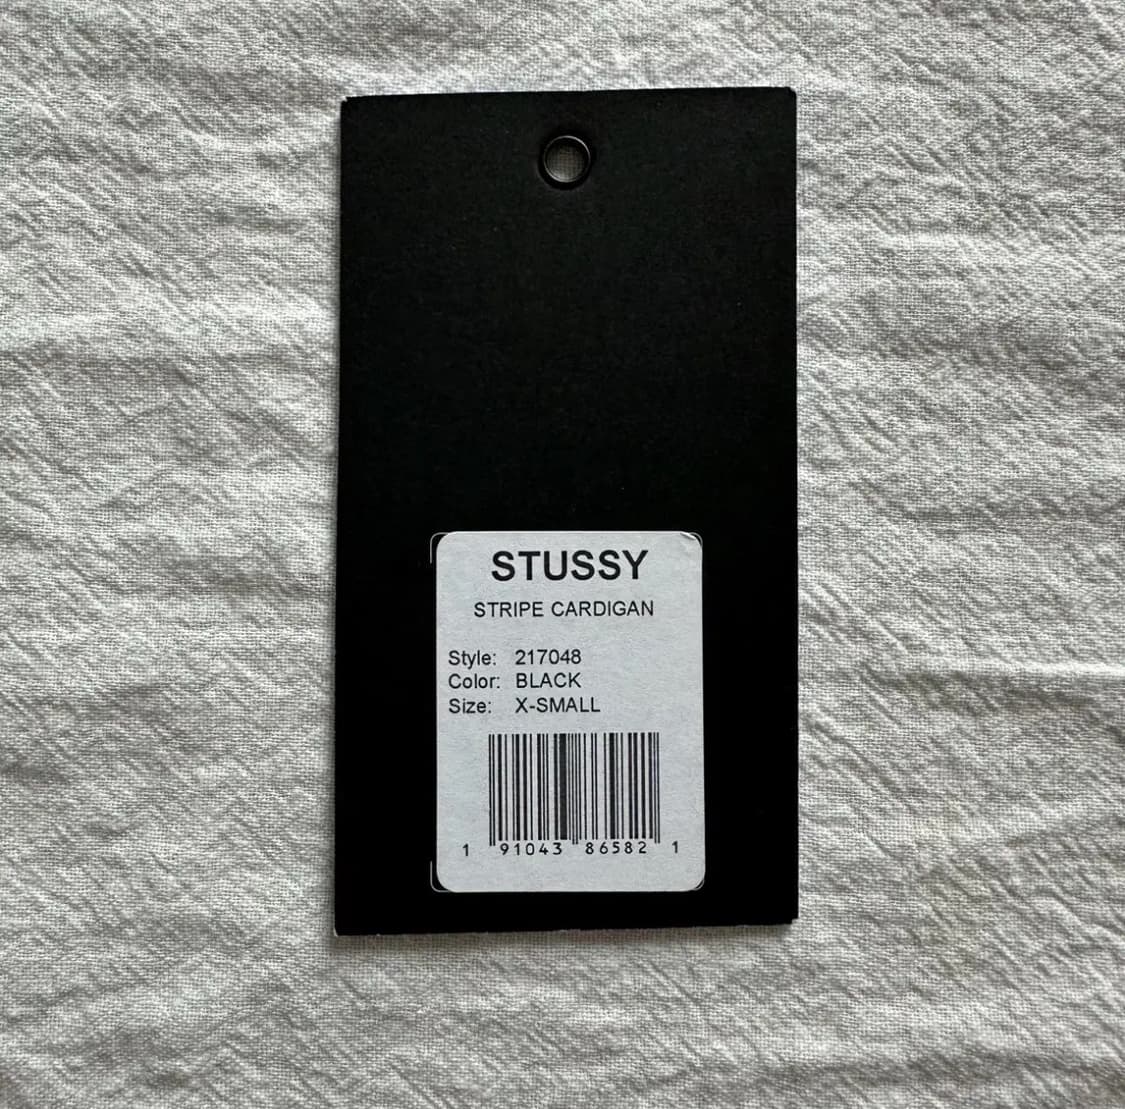 STUSSY
STRIPE CARDIGAN
Style: 217048
Color: BLACK
Size: X-SMALL
1 91043 86582 1